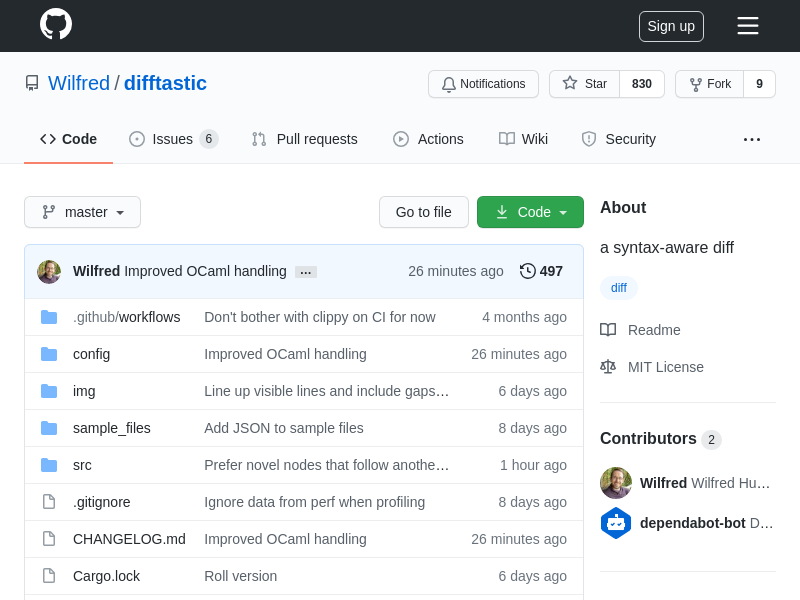 Sign up
Wilfred / difftastic
Notifications
Star 830
Fork 9
Code
Issues 6
Pull requests
Actions
Wiki
Security
...
master
Go to file
Code
Wilfred Improved OCaml handling ... 26 minutes ago 497
.github/workflows Don't bother with clippy on CI for now 4 months ago
config Improved OCaml handling 26 minutes ago
img Line up visible lines and include gaps… 6 days ago
sample_files Add JSON to sample files 8 days ago
src Prefer novel nodes that follow anothe… 1 hour ago
.gitignore Ignore data from perf when profiling 8 days ago
CHANGELOG.md Improved OCaml handling 26 minutes ago
Cargo.lock Roll version 6 days ago
About
a syntax-aware diff
diff
Readme
MIT License
Contributors 2
Wilfred Wilfred Hu…
dependabot-bot D…